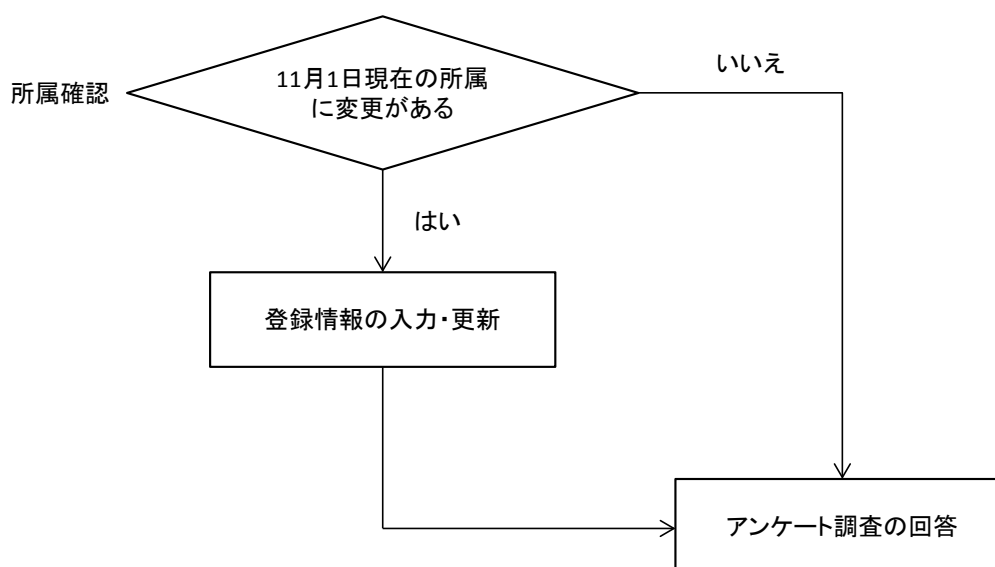 所属確認
11月1日現在の所属
に変更がある
いいえ
はい
登録情報の入力・更新
アンケート調査の回答